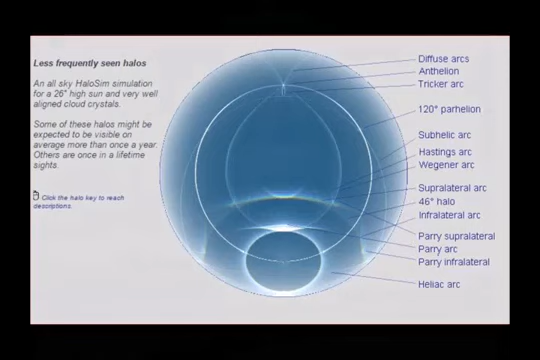 Less frequently seen halos
An all sky HaloSim simulation
for a 26° high sun and very well
aligned cloud crystals.
Some of these halos might be
expected to be visible on
average more than once a year.
Others are once in a lifetime
sights.
Click the halo key to reach
descriptions.
Diffuse arcs
Anthelion
Tricker arc
120° parhelion
Subhelic arc
Hastings arc
Wegener arc
Supralateral arc
46° halo
Infralateral arc
Parry supralateral
Parry arc
Parry infralateral
Heliac arc